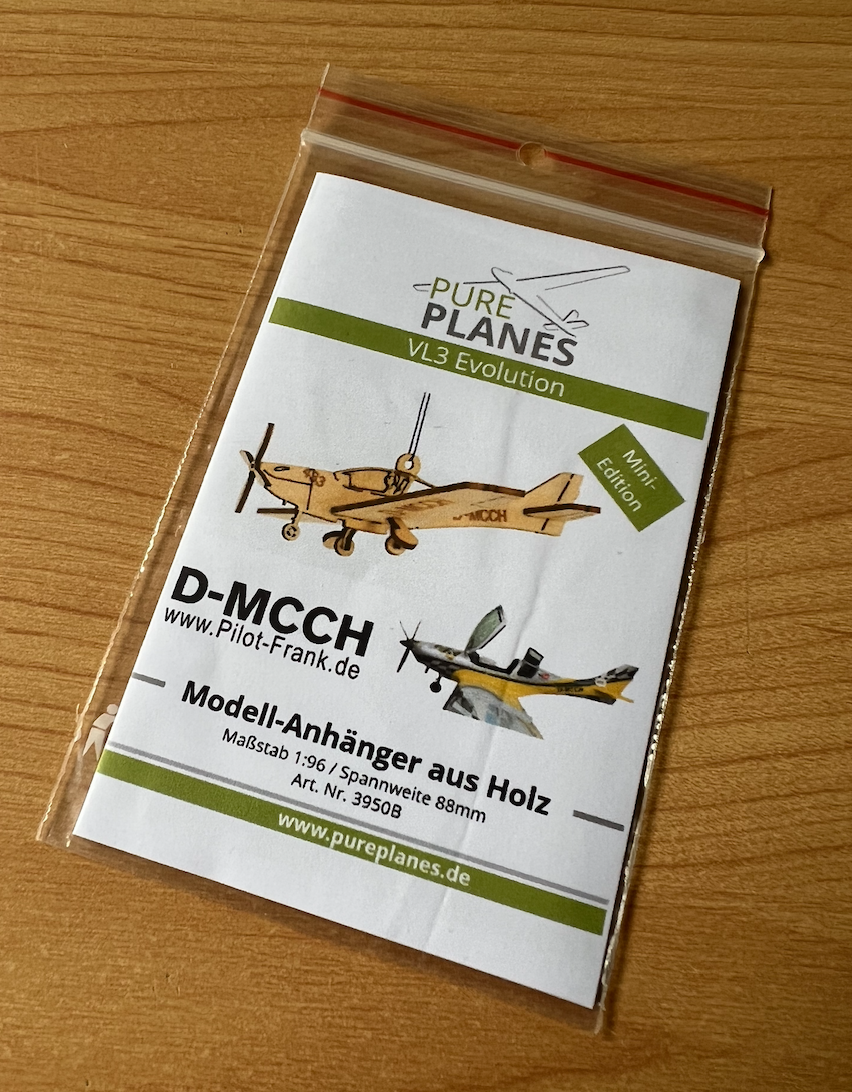 PURE
PLANES
VL3 Evolution
Mini-
Edition
D-MCCH
D-MCCH
www.Pilot-Frank.de
Modell-Anhänger aus Holz
Maßstab 1:96 / Spannweite 88mm
Art. Nr. 3950B
www.pureplanes.de